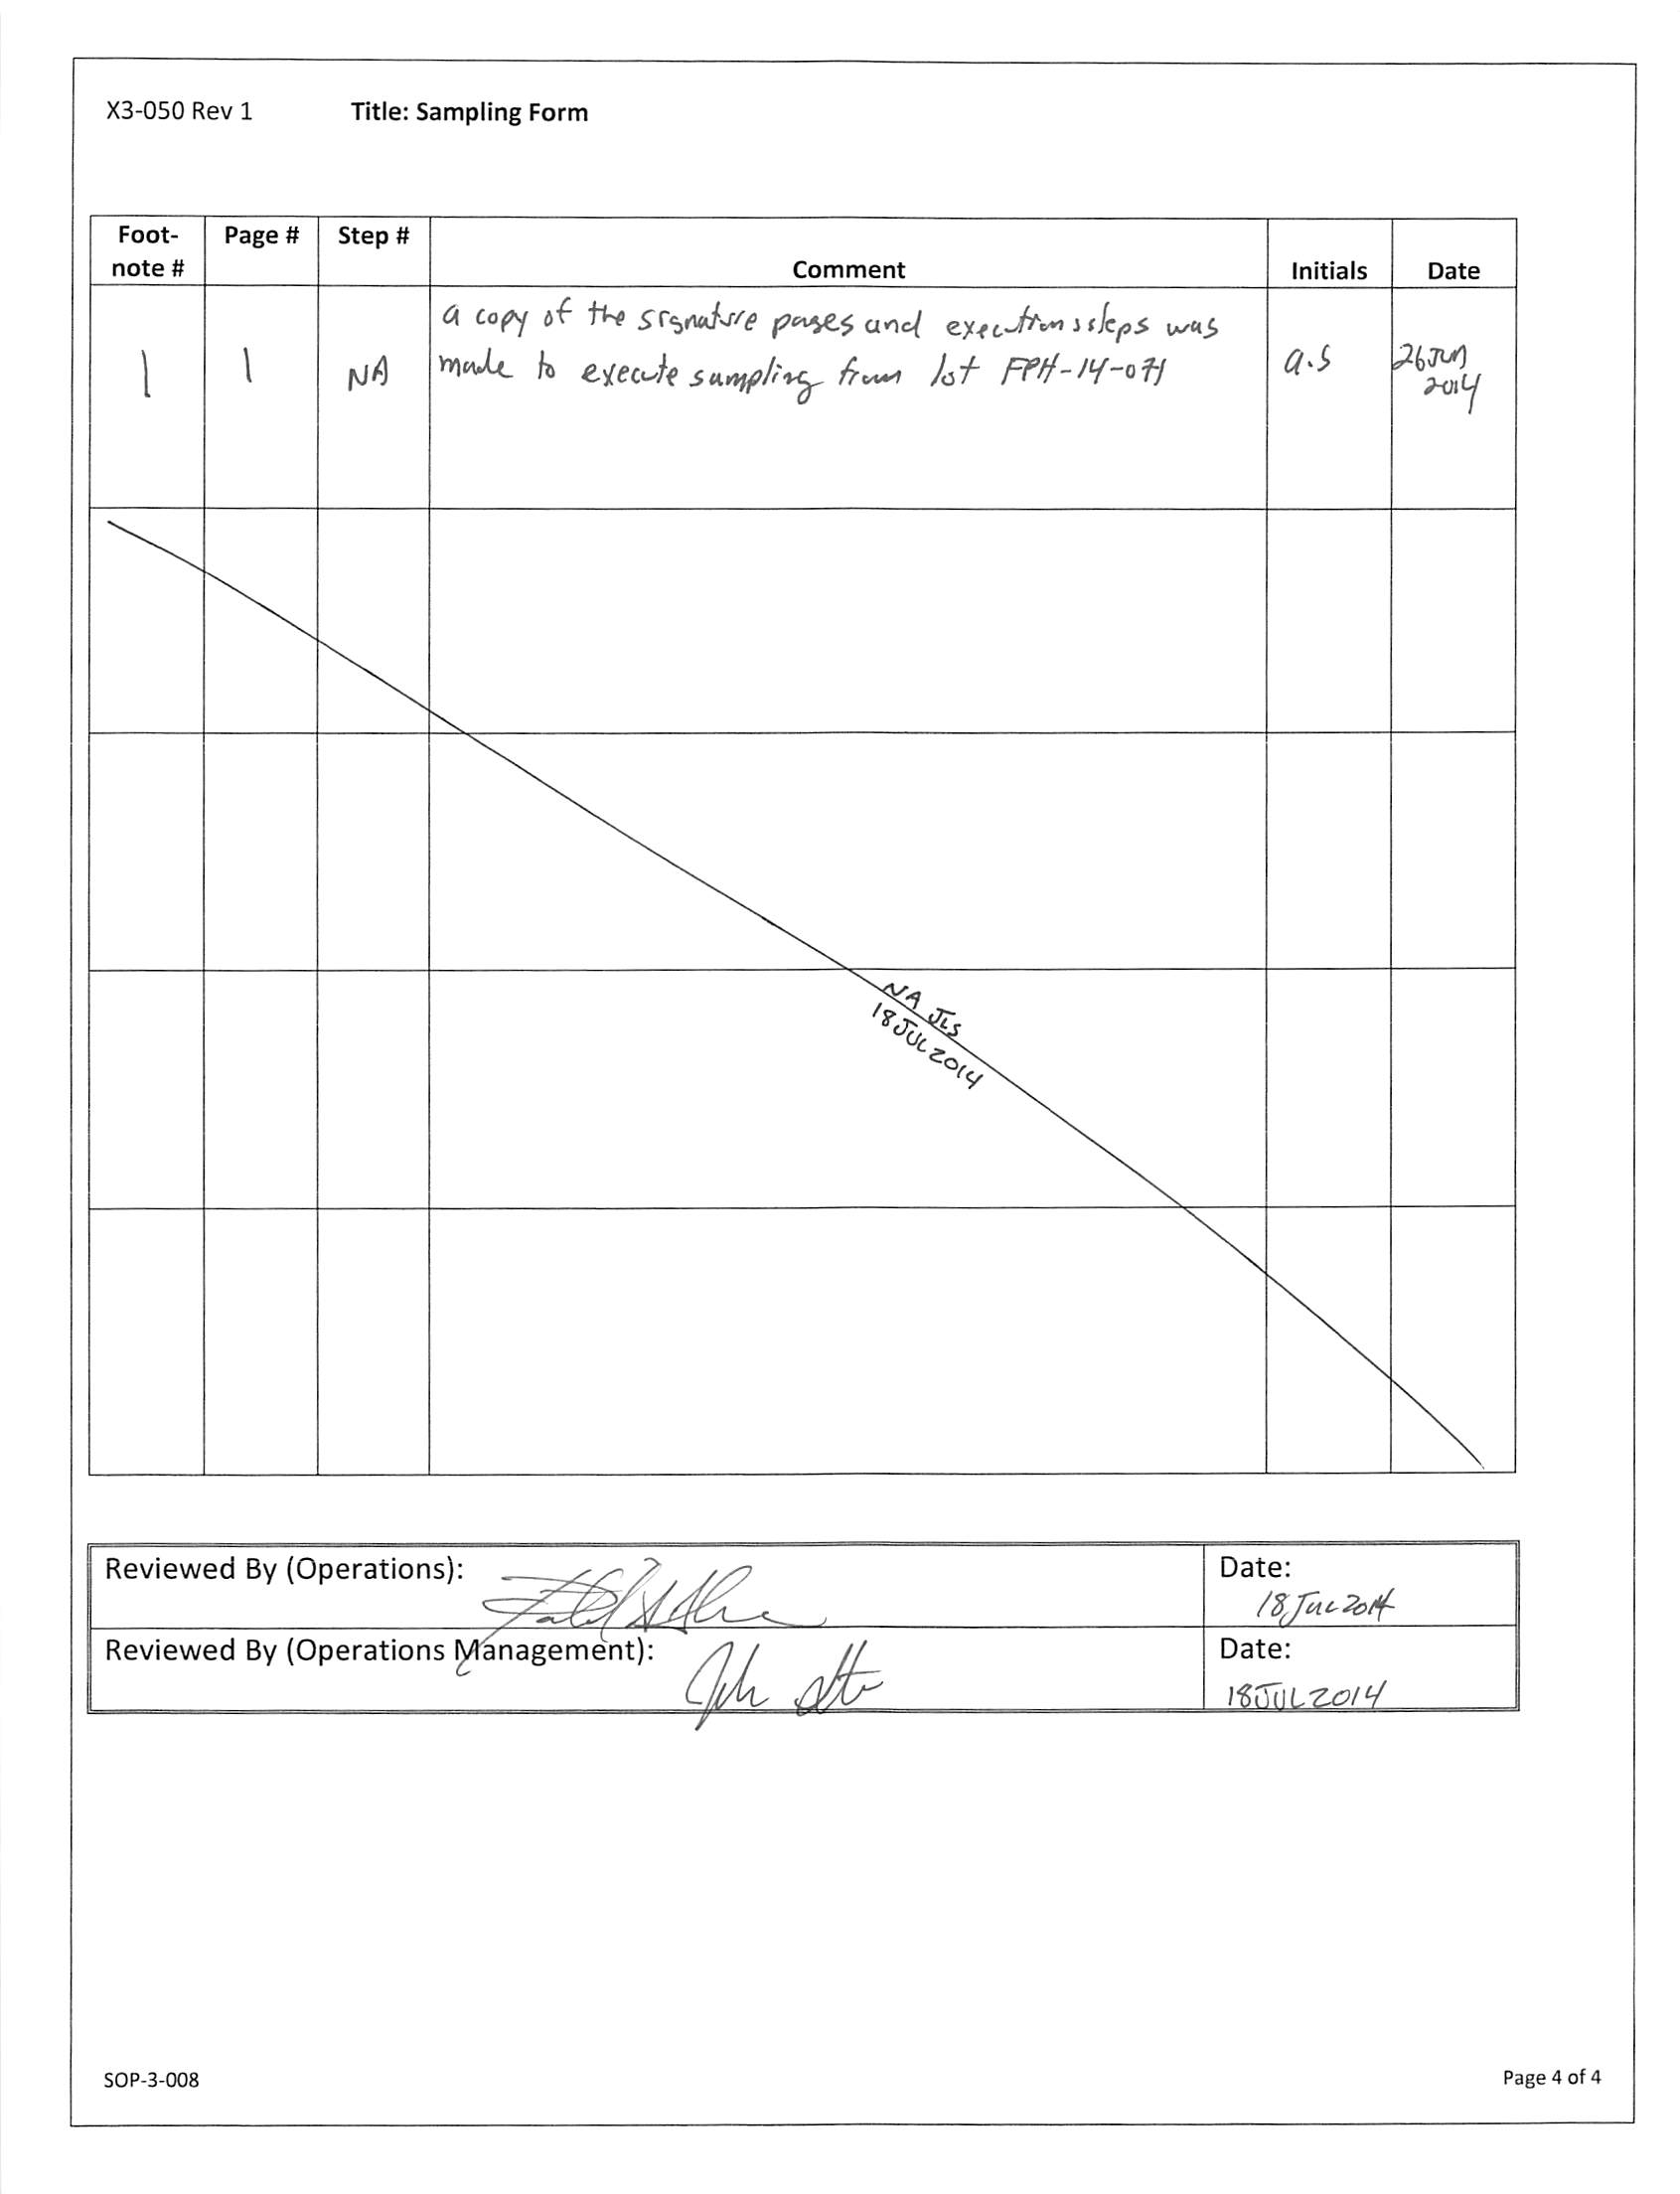 X3-050 Rev 1 Title: Sampling Form
Foot-note # Page # Step # Comment Initials Date
a copy of the signature pages and execution steps was
1 1 NA made to execute sampling from lot FPH-14-071 a.s 26JUN
2014
NA JLS
18JUL2014
Reviewed By (Operations): Date:
18Jul2014
Reviewed By (Operations Management): Date:
John
18JUL2014
SOP-3-008 Page 4 of 4